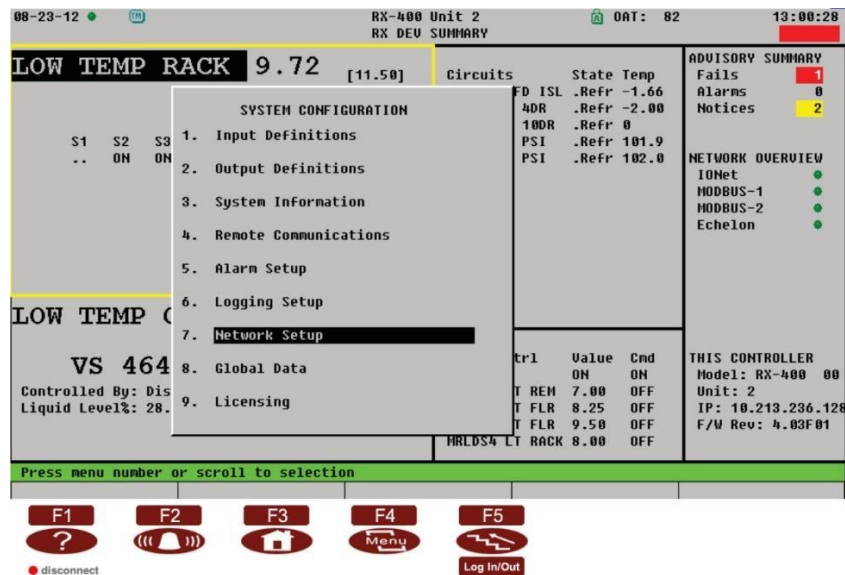 08-23-12 TM RX-400 Unit 2 OAT: 82 13:00:28
RX DEV SUMMARY
LOW TEMP RACK 9.72 [11.50]
S1 S2 S3
.. ON ON
LOW TEMP
VS 464
Controlled By: Dis
Liquid Level%: 28.
SYSTEM CONFIGURATION
1. Input Definitions
2. Output Definitions
3. System Information
4. Remote Communications
5. Alarm Setup
6. Logging Setup
7. Network Setup
8. Global Data
9. Licensing
Circuits State Temp
FD ISL .Refr -1.66
4DR .Refr -2.00
10DR .Refr 0
PSI .Refr 101.9
PSI .Refr 102.0
trl Value Cmd
ON ON
T REM 7.00 OFF
T FLR 8.25 OFF
T FLR 9.50 OFF
MRLDS4 LT RACK 8.00 OFF
ADVISORY SUMMARY
Fails 1
Alarms 0
Notices 2
NETWORK OVERVIEW
IONet
MODBUS-1
MODBUS-2
Echelon
THIS CONTROLLER
Model: RX-400 00
Unit: 2
IP: 10.213.236.128
F/W Rev: 4.03F01
Press menu number or scroll to selection
F1 F2 F3 F4 F5
? Menu
disconnect Log In/Out